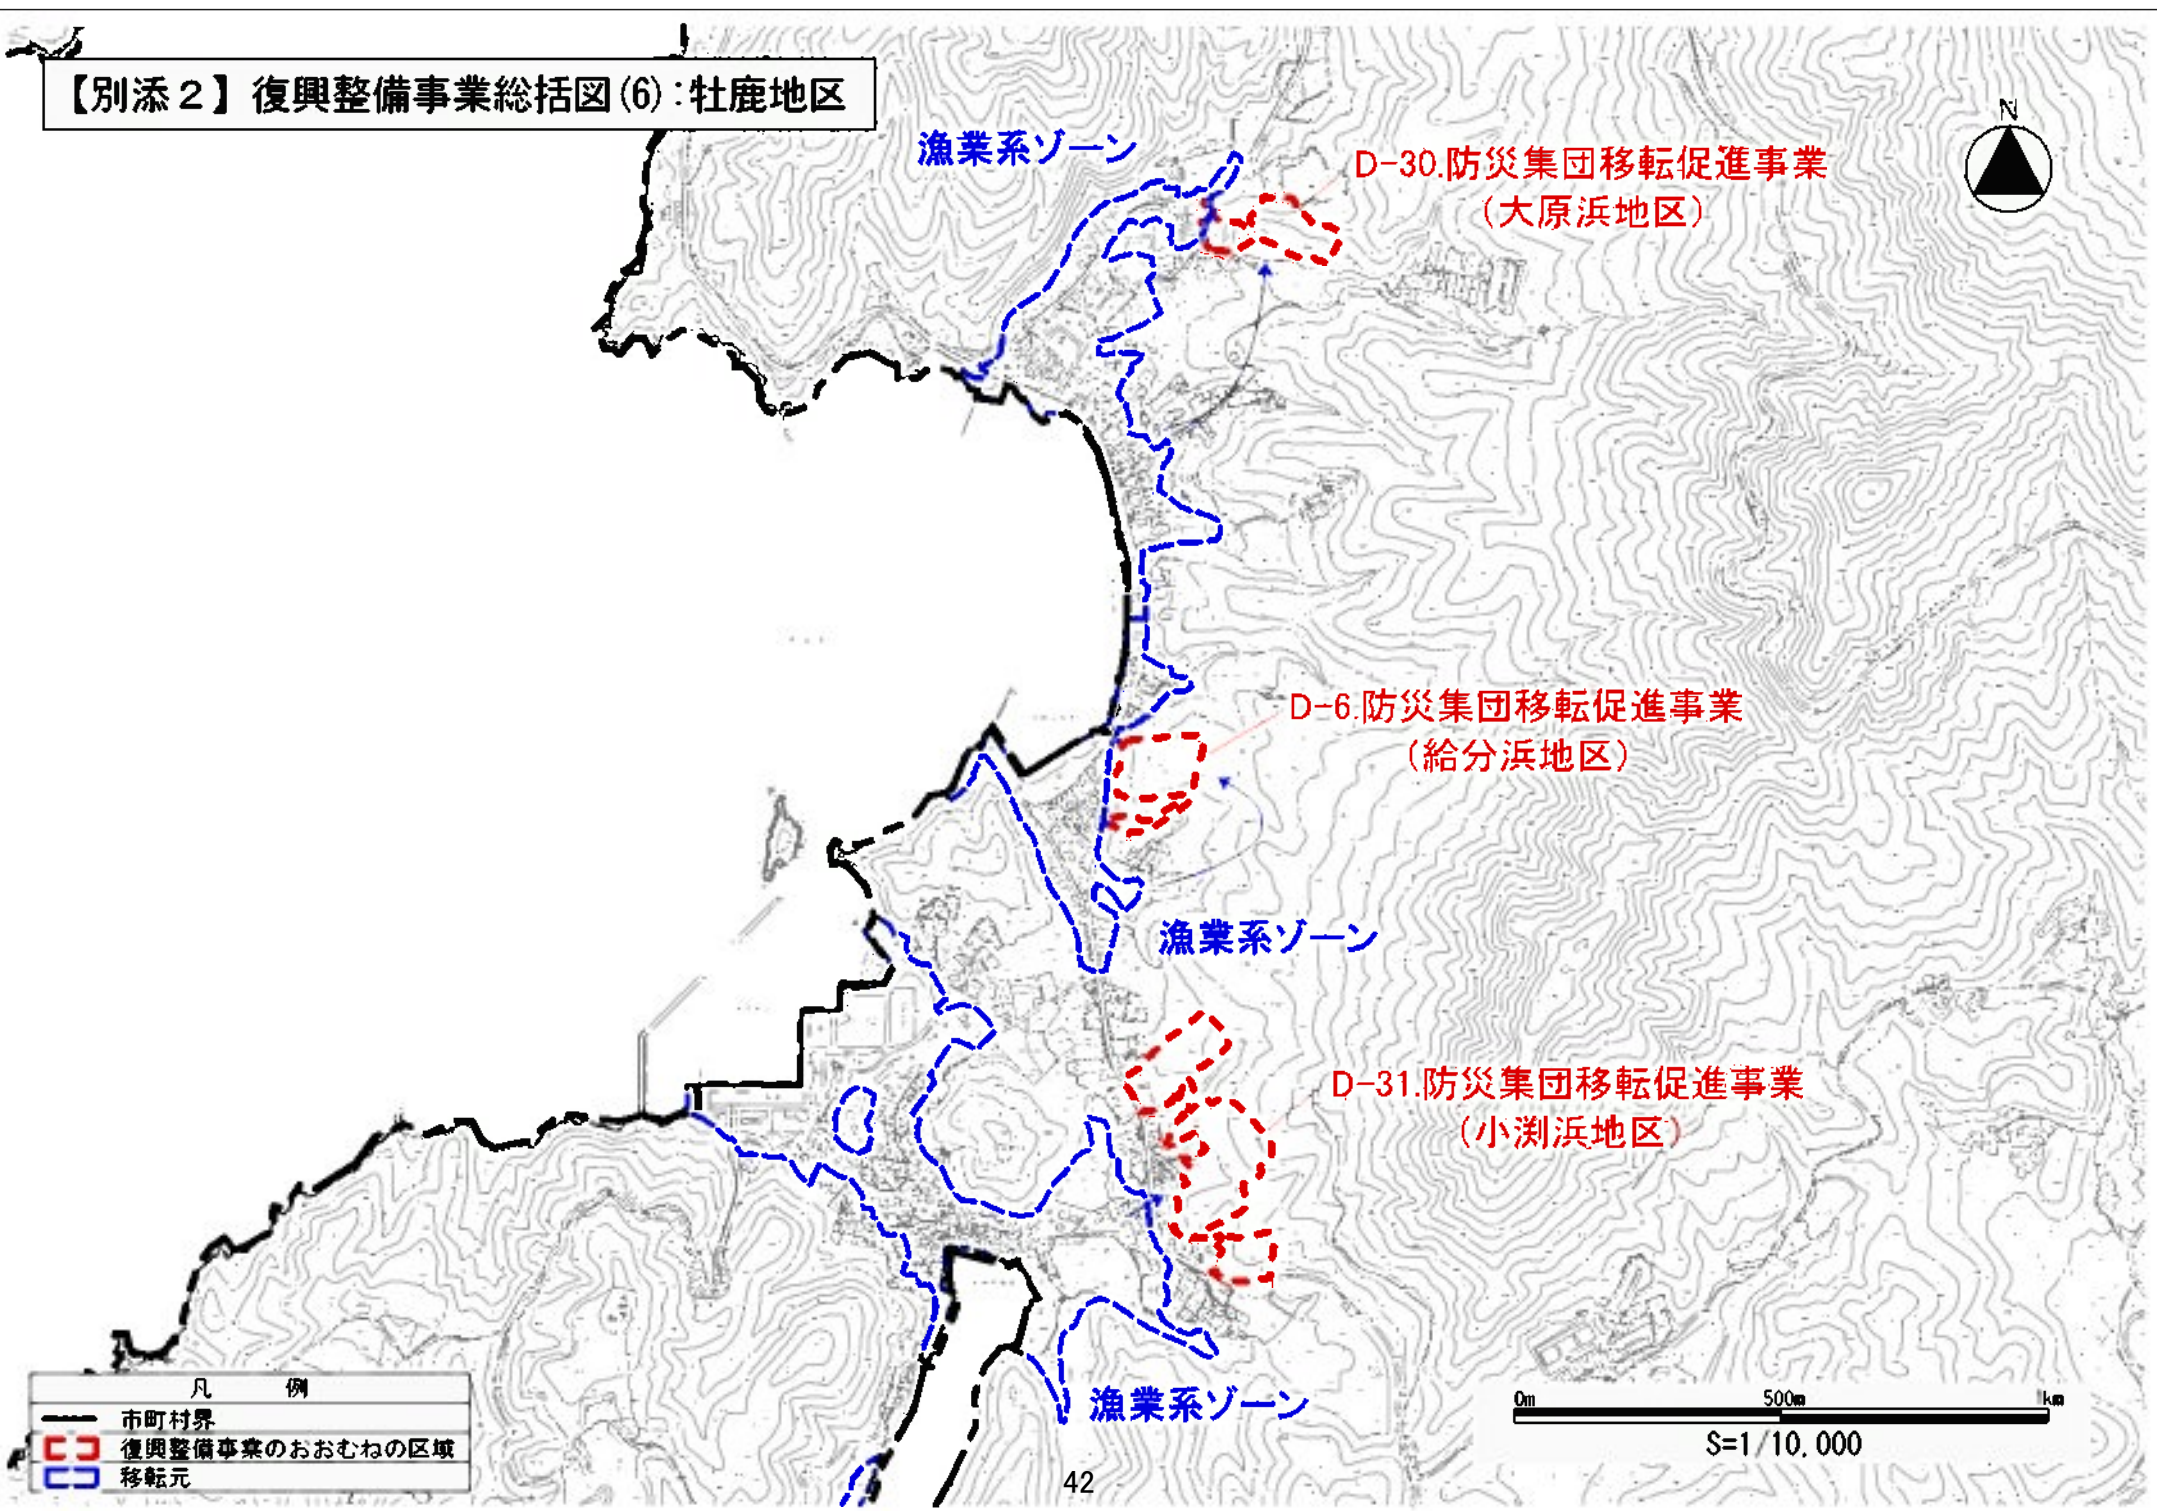 【別添２】復興整備事業総括図(6):牡鹿地区
N
漁業系ゾーン
D-30.防災集団移転促進事業
(大原浜地区)
D-6.防災集団移転促進事業
(給分浜地区)
漁業系ゾーン
D-31.防災集団移転促進事業
(小渕浜地区)
漁業系ゾーン
凡　例
市町村界
復興整備事業のおおむねの区域
移転元
0m 500m 1km
S=1/10,000
42